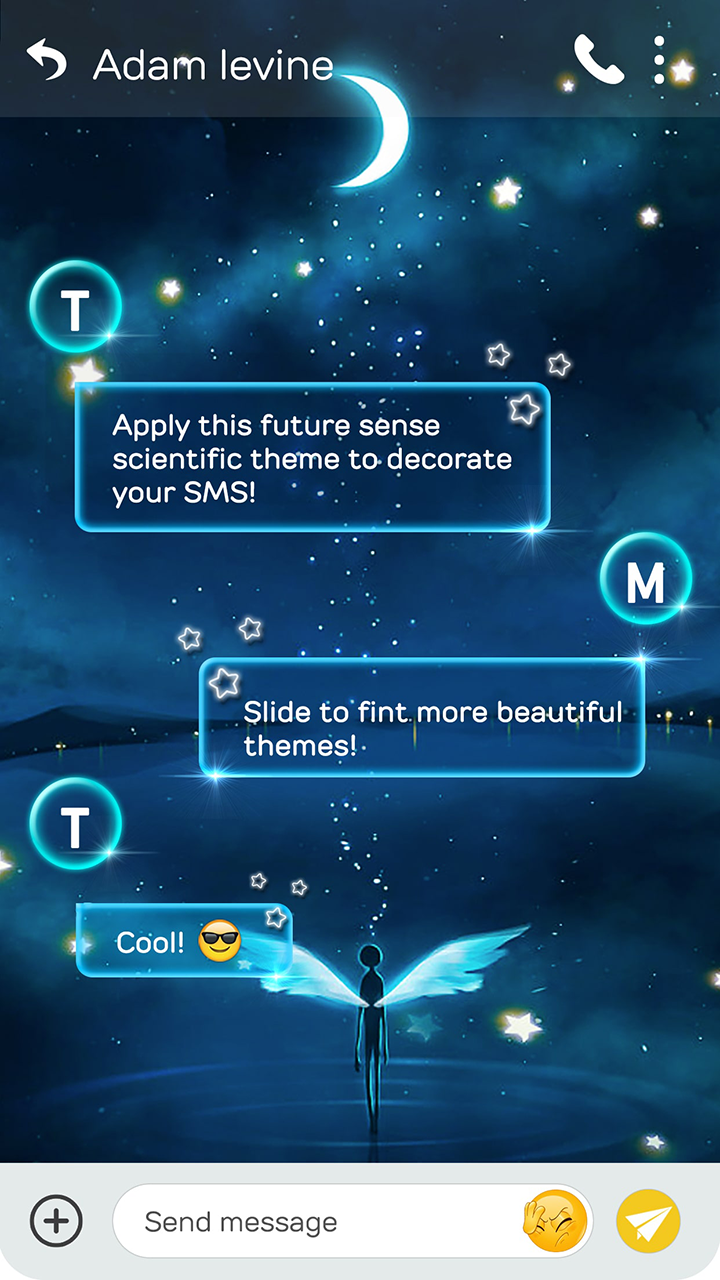 Adam levine
T
Apply this future sense
scientific theme to decorate
your SMS!
M
Slide to fint more beautiful
themes!
T
Cool! 😎
Send message